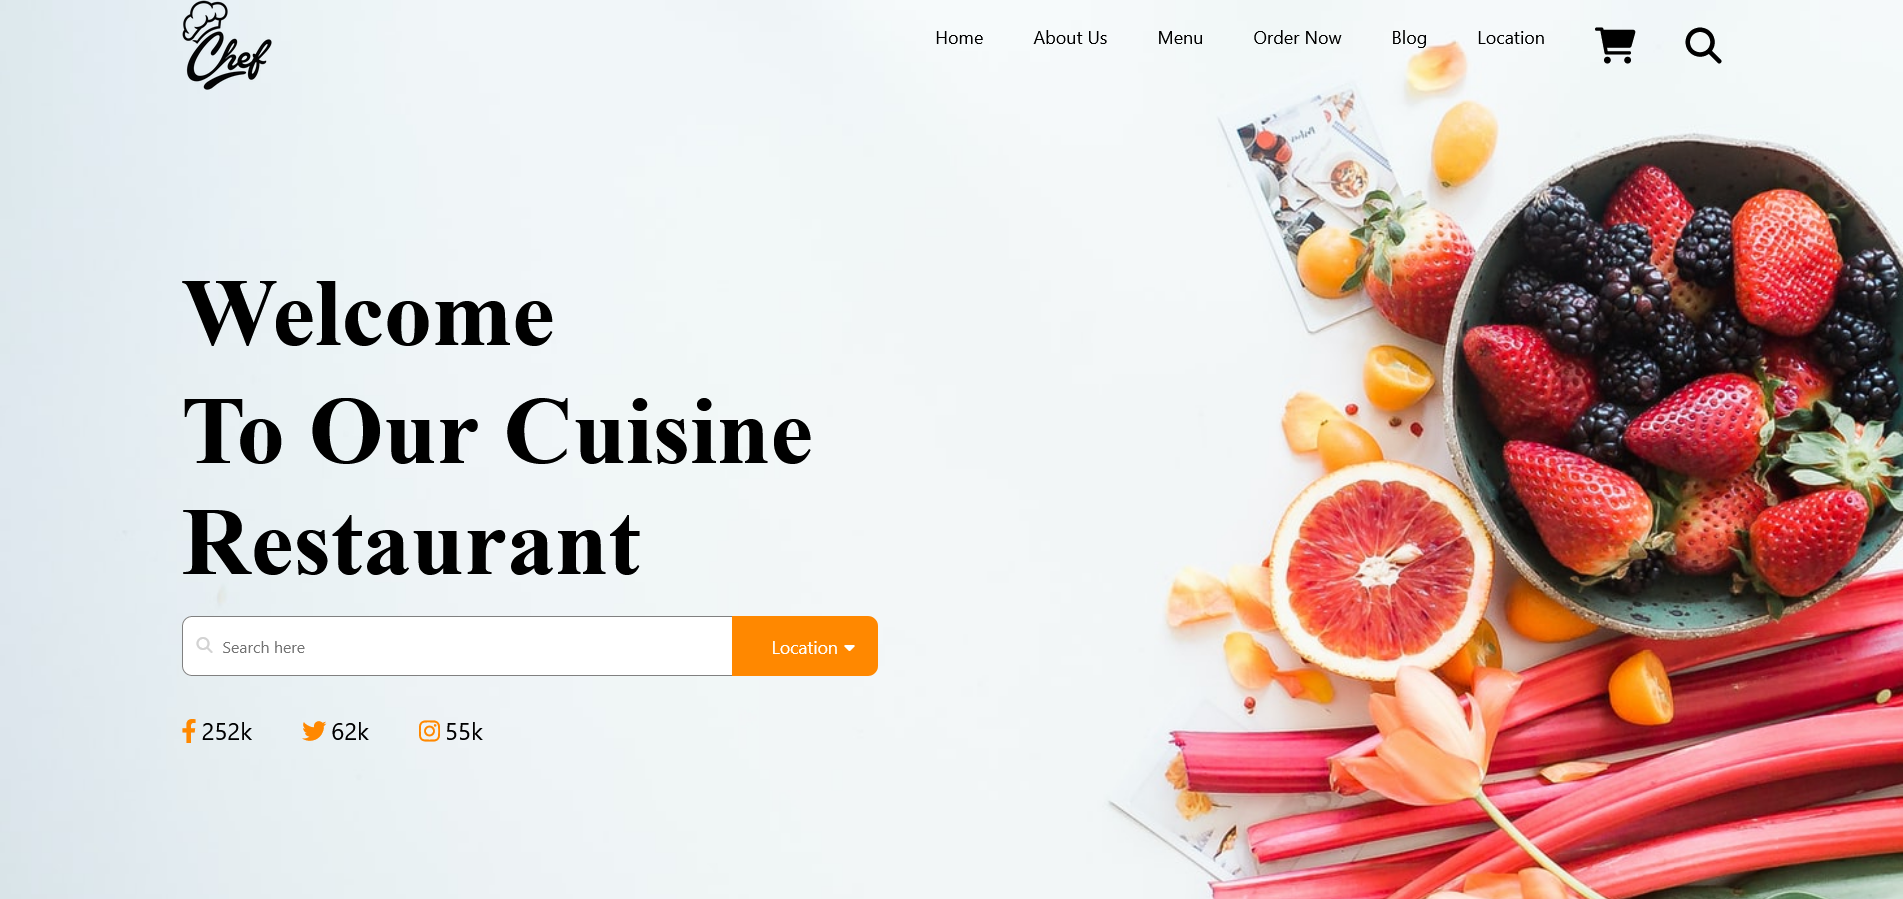 Chef
Home About Us Menu Order Now Blog Location
Welcome
To Our Cuisine
Restaurant
Search here Location
252k 62k 55k